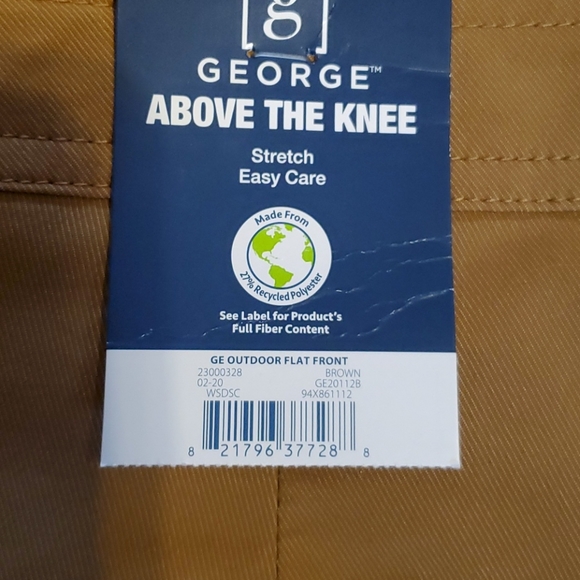 g
GEORGE™
ABOVE THE KNEE
Stretch
Easy Care
Made From
27% Recycled Polyester
See Label for Product's
Full Fiber Content
GE OUTDOOR FLAT FRONT
23000328 BROWN
02-20 GE20112B
WSDSC 94X861112
8 21796 37728 8